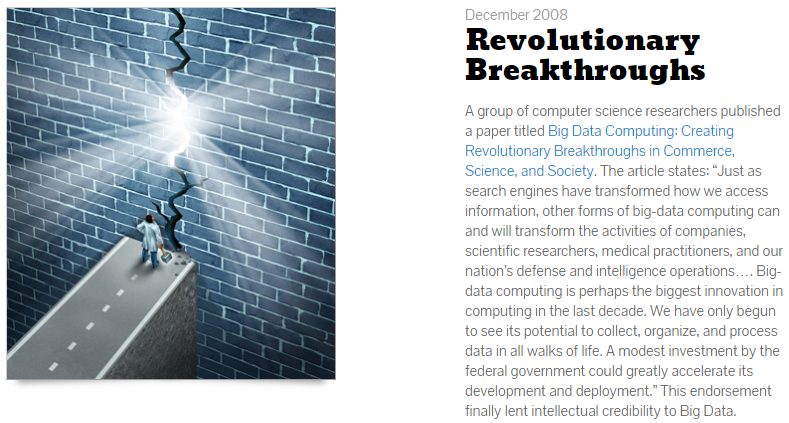 December 2008
Revolutionary
Breakthroughs
A group of computer science researchers published
a paper titled Big Data Computing: Creating
Revolutionary Breakthroughs in Commerce,
Science, and Society. The article states: “Just as
search engines have transformed how we access
information, other forms of big-data computing can
and will transform the activities of companies,
scientific researchers, medical practitioners, and our
nation’s defense and intelligence operations…. Big-
data computing is perhaps the biggest innovation in
computing in the last decade. We have only begun
to see its potential to collect, organize, and process
data in all walks of life. A modest investment by the
federal government could greatly accelerate its
development and deployment.” This endorsement
finally lent intellectual credibility to Big Data.